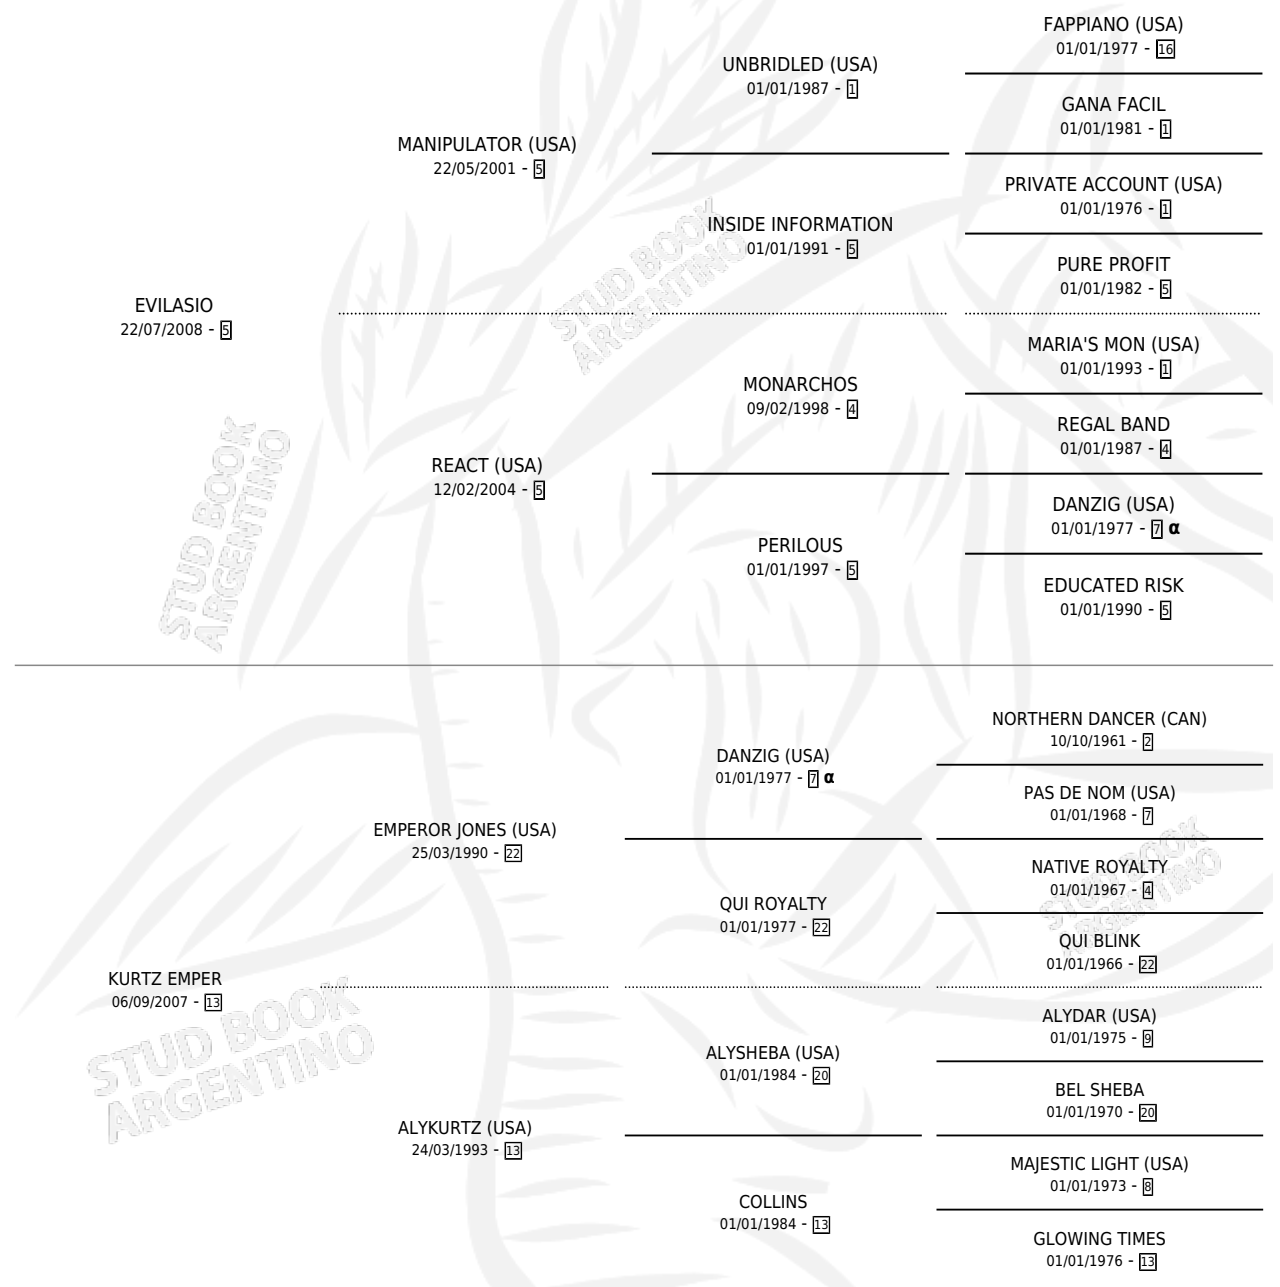 FAPPIANO (USA)
01/01/1977 - 16
UNBRIDLED (USA)
01/01/1987 - 1
GANA FACIL
01/01/1981 - 1
MANIPULATOR (USA)
22/05/2001 - 5
PRIVATE ACCOUNT (USA)
01/01/1976 - 1
INSIDE INFORMATION
01/01/1991 - 5
PURE PROFIT
01/01/1982 - 5
EVILASIO
22/07/2008 - 5
MARIA'S MON (USA)
01/01/1993 - 1
MONARCHOS
09/02/1998 - 4
REGAL BAND
01/01/1987 - 4
REACT (USA)
12/02/2004 - 5
DANZIG (USA)
01/01/1977 - 7 α
PERILOUS
01/01/1997 - 5
EDUCATED RISK
01/01/1990 - 5
NORTHERN DANCER (CAN)
10/10/1961 - 2
DANZIG (USA)
01/01/1977 - 7 α
PAS DE NOM (USA)
01/01/1968 - 7
EMPEROR JONES (USA)
25/03/1990 - 22
NATIVE ROYALTY
01/01/1967 - 4
QUI ROYALTY
01/01/1977 - 22
QUI BLINK
01/01/1966 - 22
KURTZ EMPER
06/09/2007 - 13
ALYDAR (USA)
01/01/1975 - 9
ALYSHEBA (USA)
01/01/1984 - 20
BEL SHEBA
01/01/1970 - 20
ALYKURTZ (USA)
24/03/1993 - 13
MAJESTIC LIGHT (USA)
01/01/1973 - 8
COLLINS
01/01/1984 - 13
GLOWING TIMES
01/01/1976 - 13
STUD BOOK
ARGENTINO
STUD BOOK
ARGENTINO
STUD BOOK
ARGENTINO
STUD BOOK
ARGENTINO